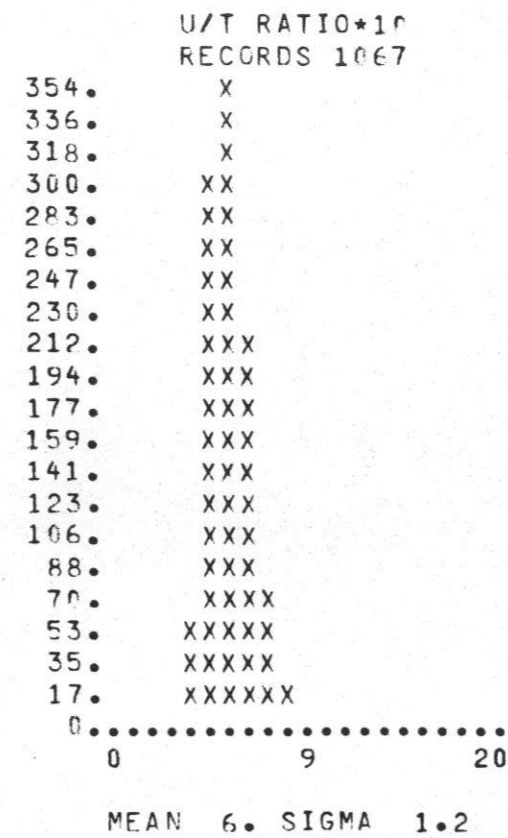 U/T RATIO*10
RECORDS 1067
354. X
336. X
318. X
300. XX
283. XX
265. XX
247. XX
230. XX
212. XXX
194. XXX
177. XXX
159. XXX
141. XXX
123. XXX
106. XXX
88. XXX
70. XXXX
53. XXXXX
35. XXXXX
17. XXXXXX
0......................
0 9 20
MEAN 6. SIGMA 1.2